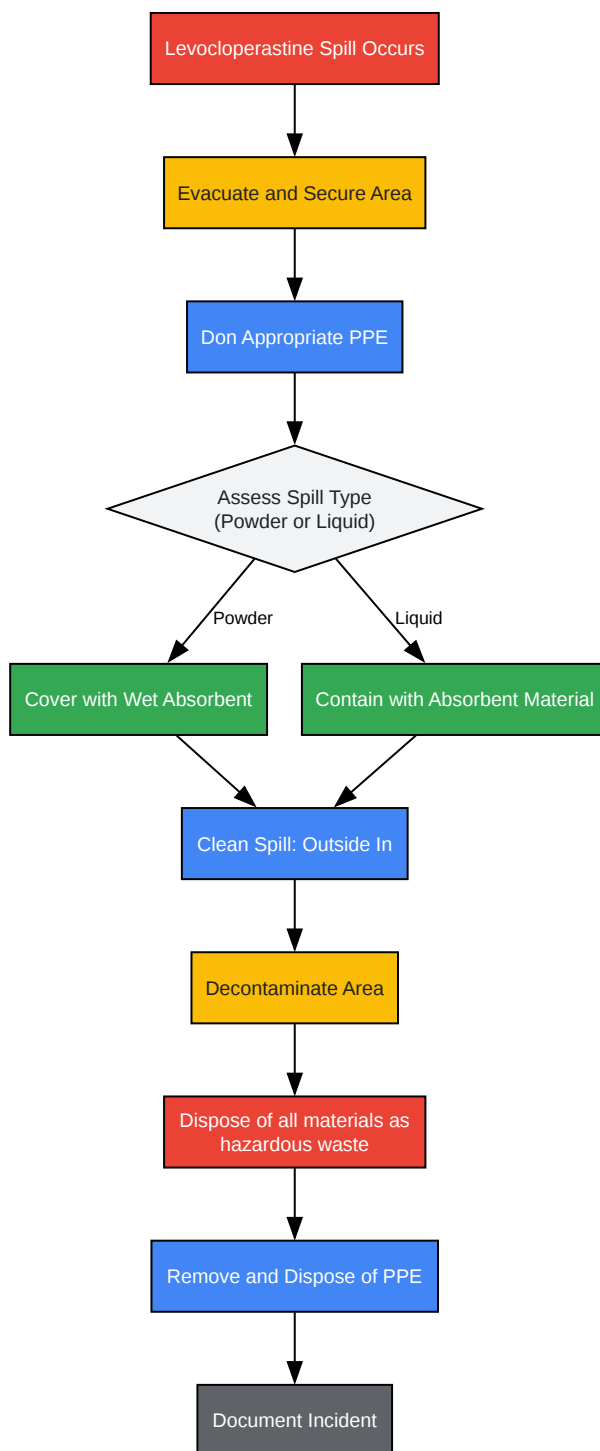 Levocloperastine Spill Occurs
Evacuate and Secure Area
Don Appropriate PPE
Assess Spill Type
(Powder or Liquid)
Powder
Liquid
Cover with Wet Absorbent
Contain with Absorbent Material
Clean Spill: Outside In
Decontaminate Area
Dispose of all materials as
hazardous waste
Remove and Dispose of PPE
Document Incident